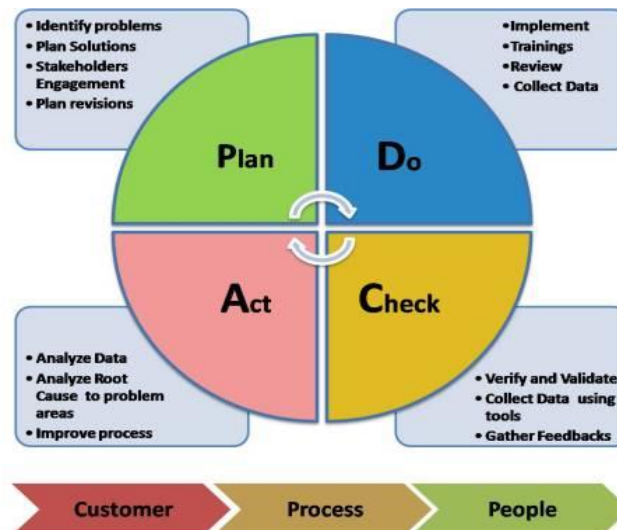 • Identify problems
• Plan Solutions
• Stakeholders
Engagement
• Plan revisions
• Implement
• Trainings
• Review
• Collect Data
Plan
Do
Act
Check
• Analyze Data
• Analyze Root
Cause to problem
areas
• Improve process
• Verify and Validate
• Collect Data using
tools
• Gather Feedbacks
Customer
Process
People